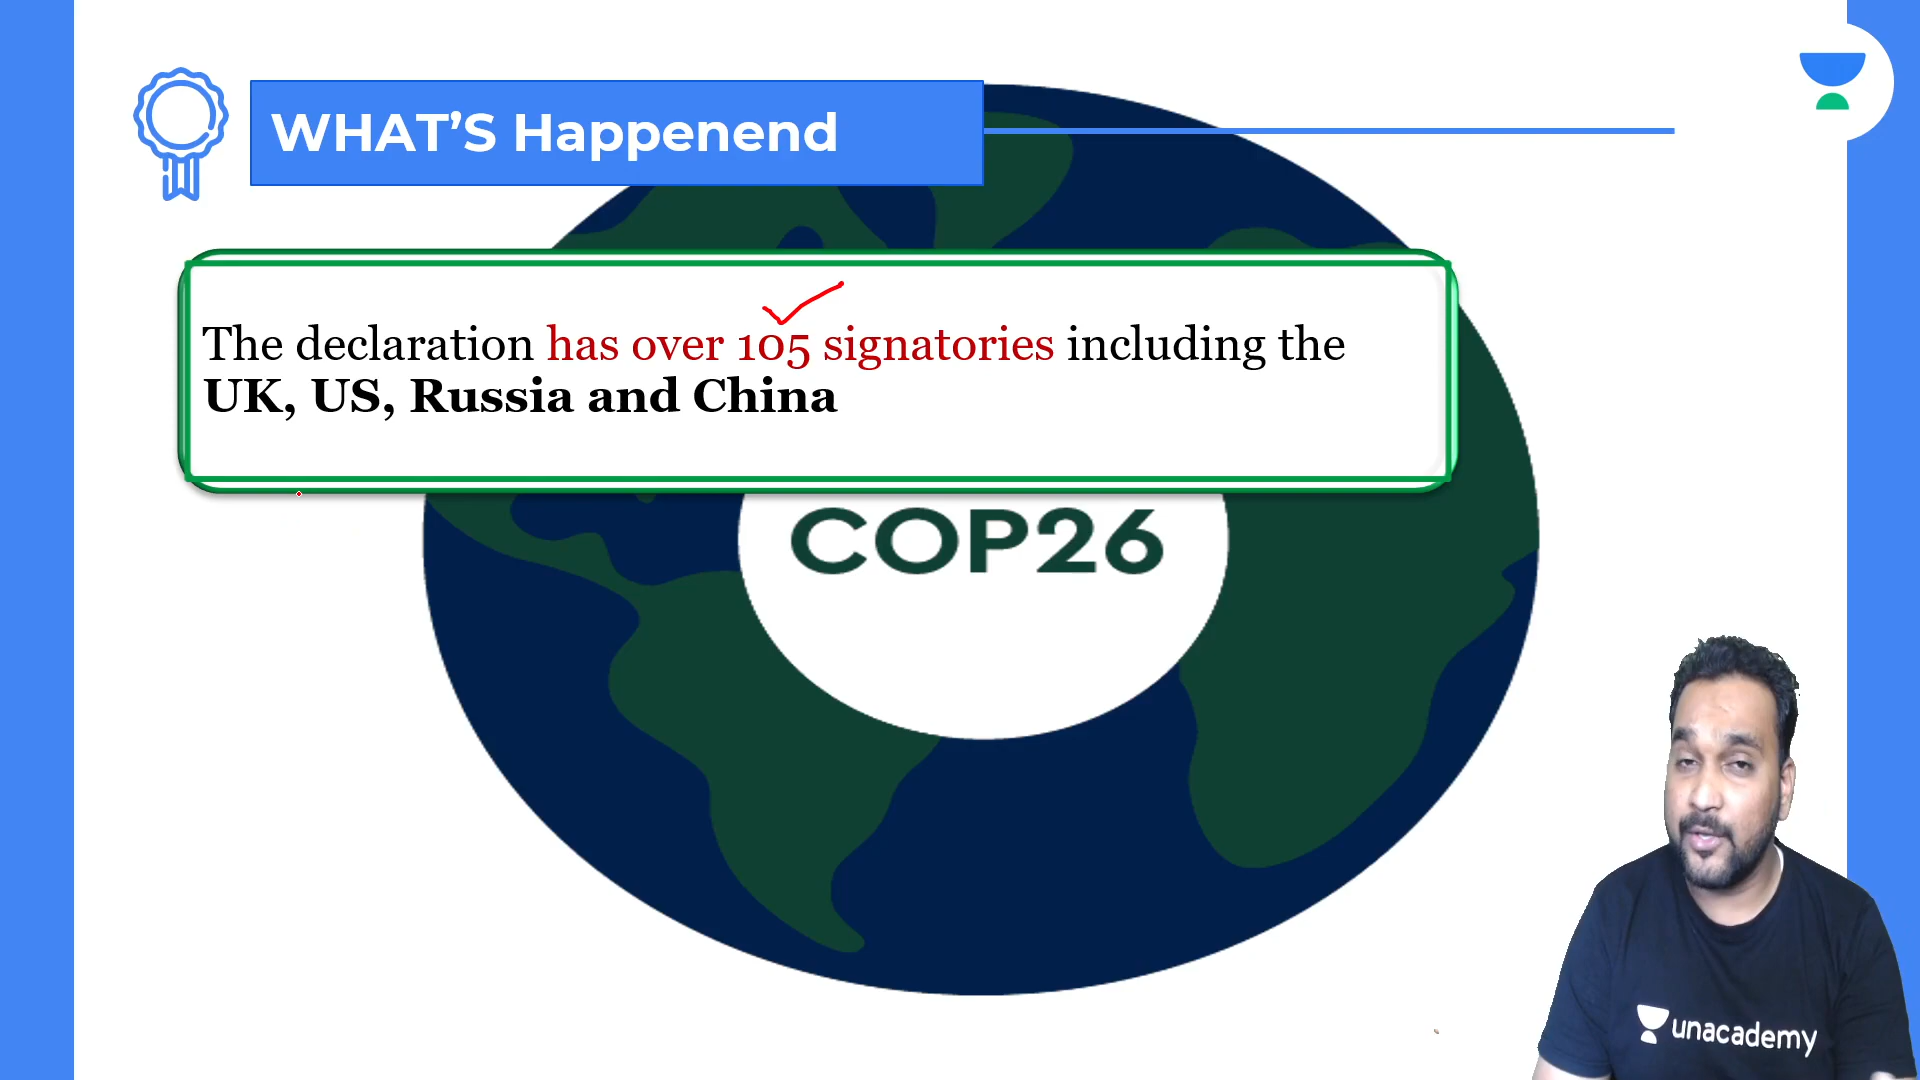 WHAT’S Happenend
The declaration has over 105 signatories including the
UK, US, Russia and China
COP26
unacademy